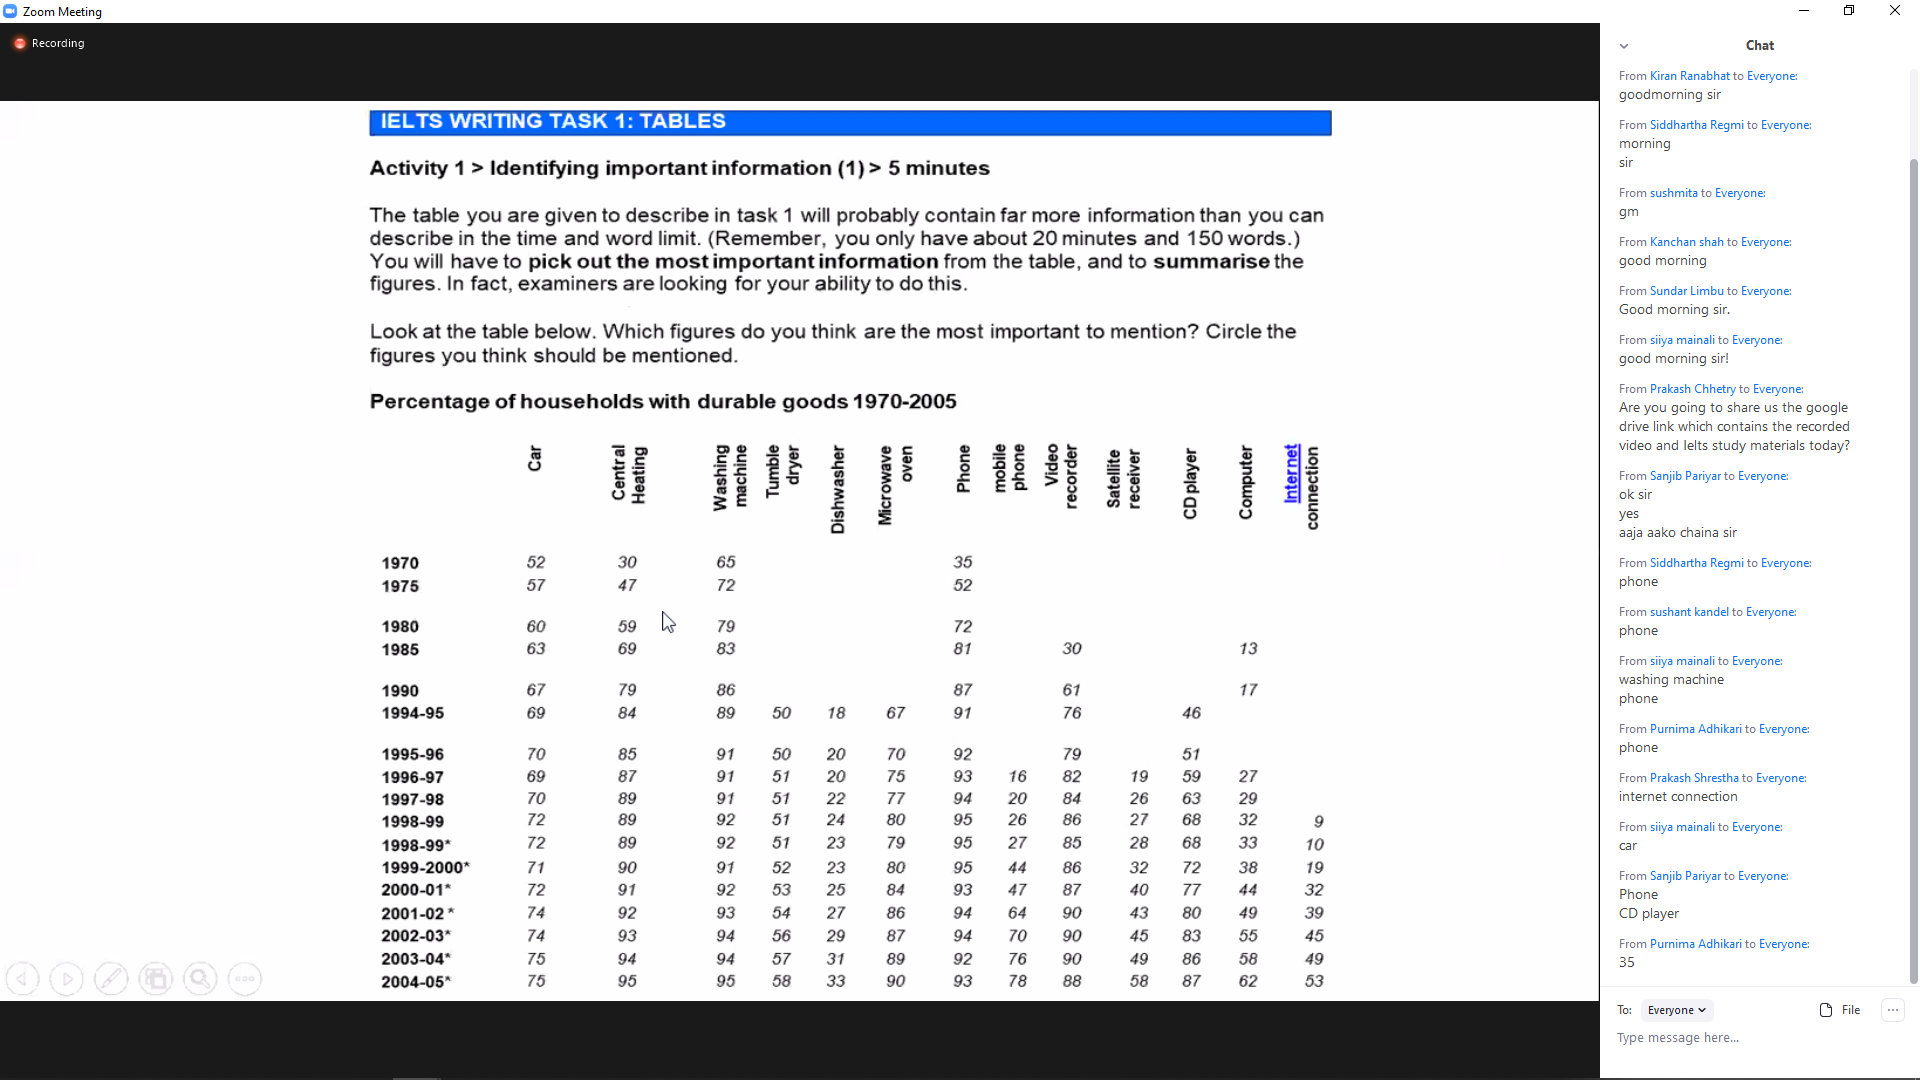 Zoom Meeting
Recording
IELTS WRITING TASK 1: TABLES
Activity 1 > Identifying important information (1) > 5 minutes
The table you are given to describe in task 1 will probably contain far more information than you can
describe in the time and word limit. (Remember, you only have about 20 minutes and 150 words.)
You will have to pick out the most important information from the table, and to summarise the
figures. In fact, examiners are looking for your ability to do this.
Look at the table below. Which figures do you think are the most important to mention? Circle the
figures you think should be mentioned.
Percentage of households with durable goods 1970-2005
Car
Central
Heating
Washing
machine
Tumble
dryer
Dishwasher
Microwave
oven
Phone
mobile
phone
Video
recorder
Satellite
receiver
CD player
Computer
Internet
connection
1970 52 30 65 35
1975 57 47 72 52
1980 60 59 79 72
1985 63 69 83 81 30 13
1990 67 79 86 87 61 17
1994-95 69 84 89 50 18 67 91 76 46
1995-96 70 85 91 50 20 70 92 79 51
1996-97 69 87 91 51 20 75 93 16 82 19 59 27
1997-98 70 89 91 51 22 77 94 20 84 26 63 29
1998-99 72 89 92 51 24 80 95 26 86 27 68 32 9
1998-99* 72 89 92 51 23 79 95 27 85 28 68 33 10
1999-2000* 71 90 91 52 23 80 95 44 86 32 72 38 19
2000-01* 72 91 92 53 25 84 93 47 87 40 77 44 32
2001-02 * 74 92 93 54 27 86 94 64 90 43 80 49 39
2002-03* 74 93 94 56 29 87 94 70 90 45 83 55 45
2003-04* 75 94 94 57 31 89 92 76 90 49 86 58 49
2004-05* 75 95 95 58 33 90 93 78 88 58 87 62 53
Chat
From Kiran Ranabhat to Everyone:
goodmorning sir
From Siddhartha Regmi to Everyone:
morning
sir
From sushmita to Everyone:
gm
From Kanchan shah to Everyone:
good morning
From Sundar Limbu to Everyone:
Good morning sir.
From siiya mainali to Everyone:
good morning sir!
From Prakash Chhetry to Everyone:
Are you going to share us the google
drive link which contains the recorded
video and Ielts study materials today?
From Sanjib Pariyar to Everyone:
ok sir
yes
aaja aako chaina sir
From Siddhartha Regmi to Everyone:
phone
From sushant kandel to Everyone:
phone
From siiya mainali to Everyone:
washing machine
phone
From Purnima Adhikari to Everyone:
phone
From Prakash Shrestha to Everyone:
internet connection
From siiya mainali to Everyone:
car
From Sanjib Pariyar to Everyone:
Phone
CD player
From Purnima Adhikari to Everyone:
35
To: Everyone File
Type message here...